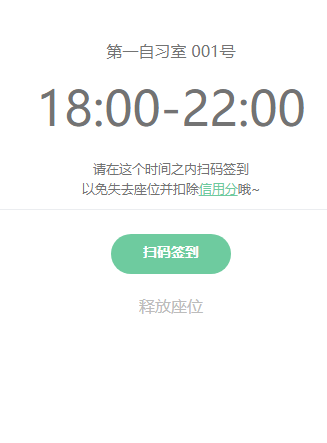 第一自习室 001号
18:00-22:00
请在这个时间之内扫码签到
以免失去座位并扣除信用分哦~
扫码签到
释放座位